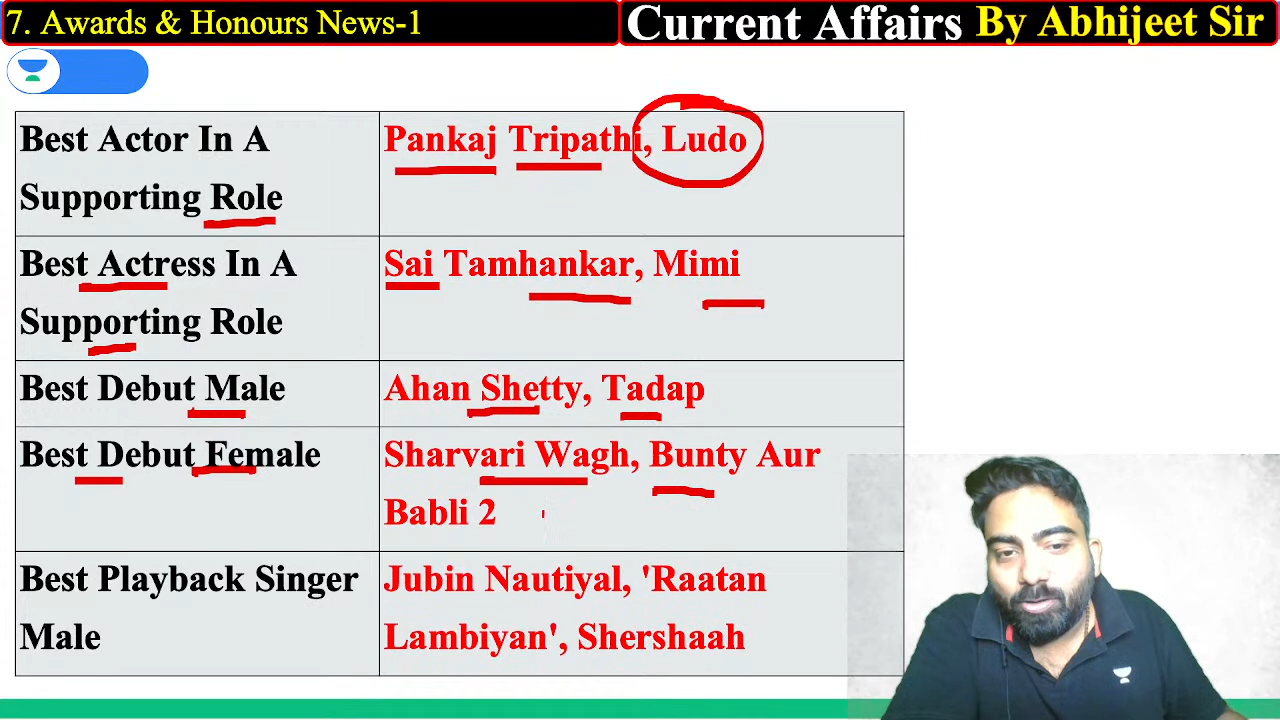 7. Awards & Honours News-1
Current Affairs By Abhijeet Sir
Best Actor In A
Supporting Role
Pankaj Tripathi, Ludo
Best Actress In A
Supporting Role
Sai Tamhankar, Mimi
Best Debut Male
Ahan Shetty, Tadap
Best Debut Female
Sharvari Wagh, Bunty Aur
Babli 2
Best Playback Singer
Male
Jubin Nautiyal, 'Raatan
Lambiyan', Shershaah